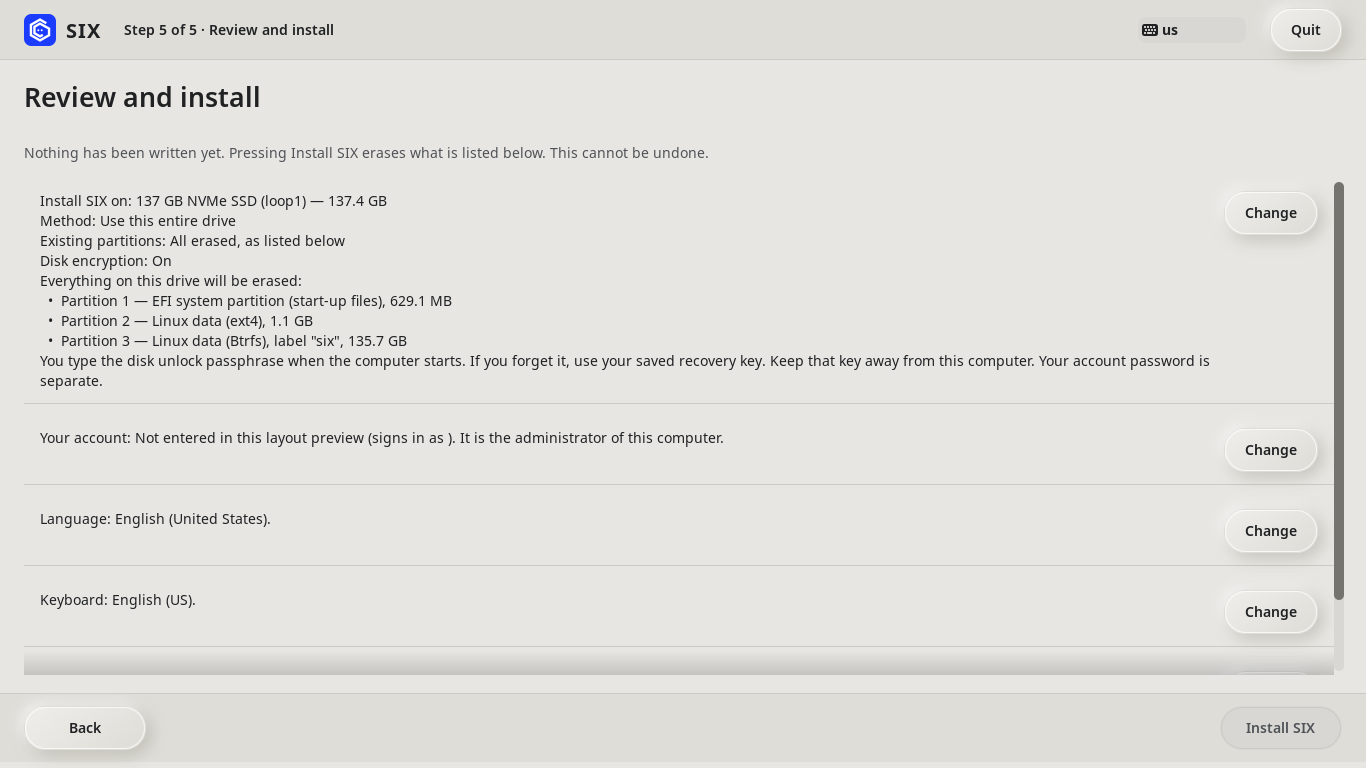 SIX
Step 5 of 5 · Review and install
us
Quit
Review and install
Nothing has been written yet. Pressing Install SIX erases what is listed below. This cannot be undone.
Install SIX on: 137 GB NVMe SSD (loop1) — 137.4 GB
Change
Method: Use this entire drive
Existing partitions: All erased, as listed below
Disk encryption: On
Everything on this drive will be erased:
• Partition 1 — EFI system partition (start-up files), 629.1 MB
• Partition 2 — Linux data (ext4), 1.1 GB
• Partition 3 — Linux data (Btrfs), label "six", 135.7 GB
You type the disk unlock passphrase when the computer starts. If you forget it, use your saved recovery key. Keep that key away from this computer. Your account password is
separate.
Your account: Not entered in this layout preview (signs in as ). It is the administrator of this computer.
Change
Language: English (United States).
Change
Keyboard: English (US).
Change
Back
Install SIX